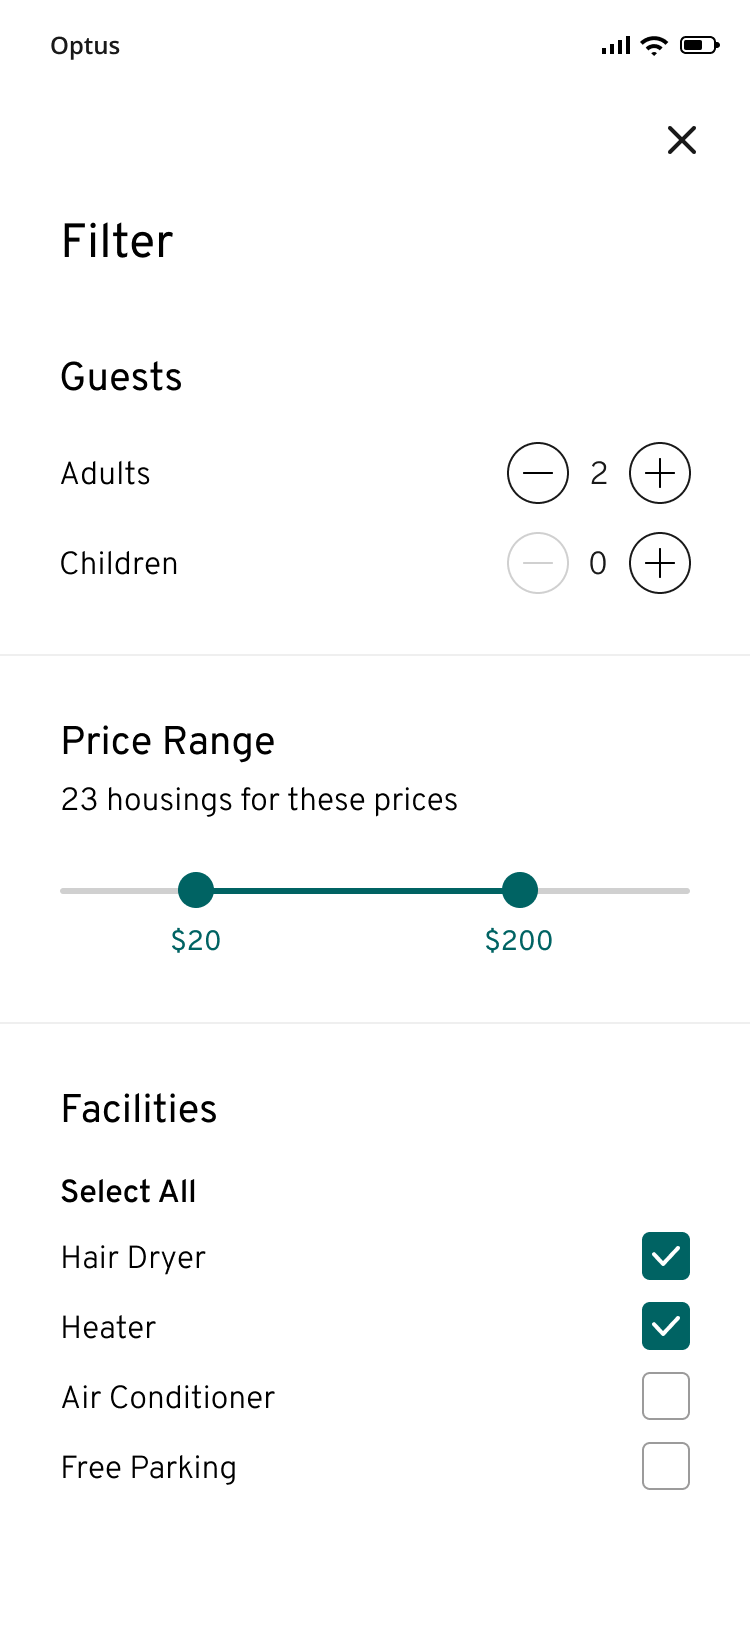 Optus
Filter
Guests
Adults 2
Children 0
Price Range
23 housings for these prices
$20 $200
Facilities
Select All
Hair Dryer
Heater
Air Conditioner
Free Parking